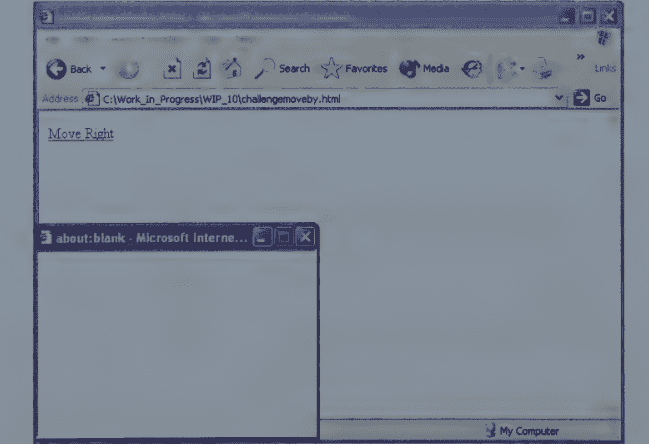 Back Search Favorites Media Links
Address C:\Work_In_Progress\WIP_10\challengemoveby.html Go
Move Right
about:blank - Microsoft Interne...
My Computer